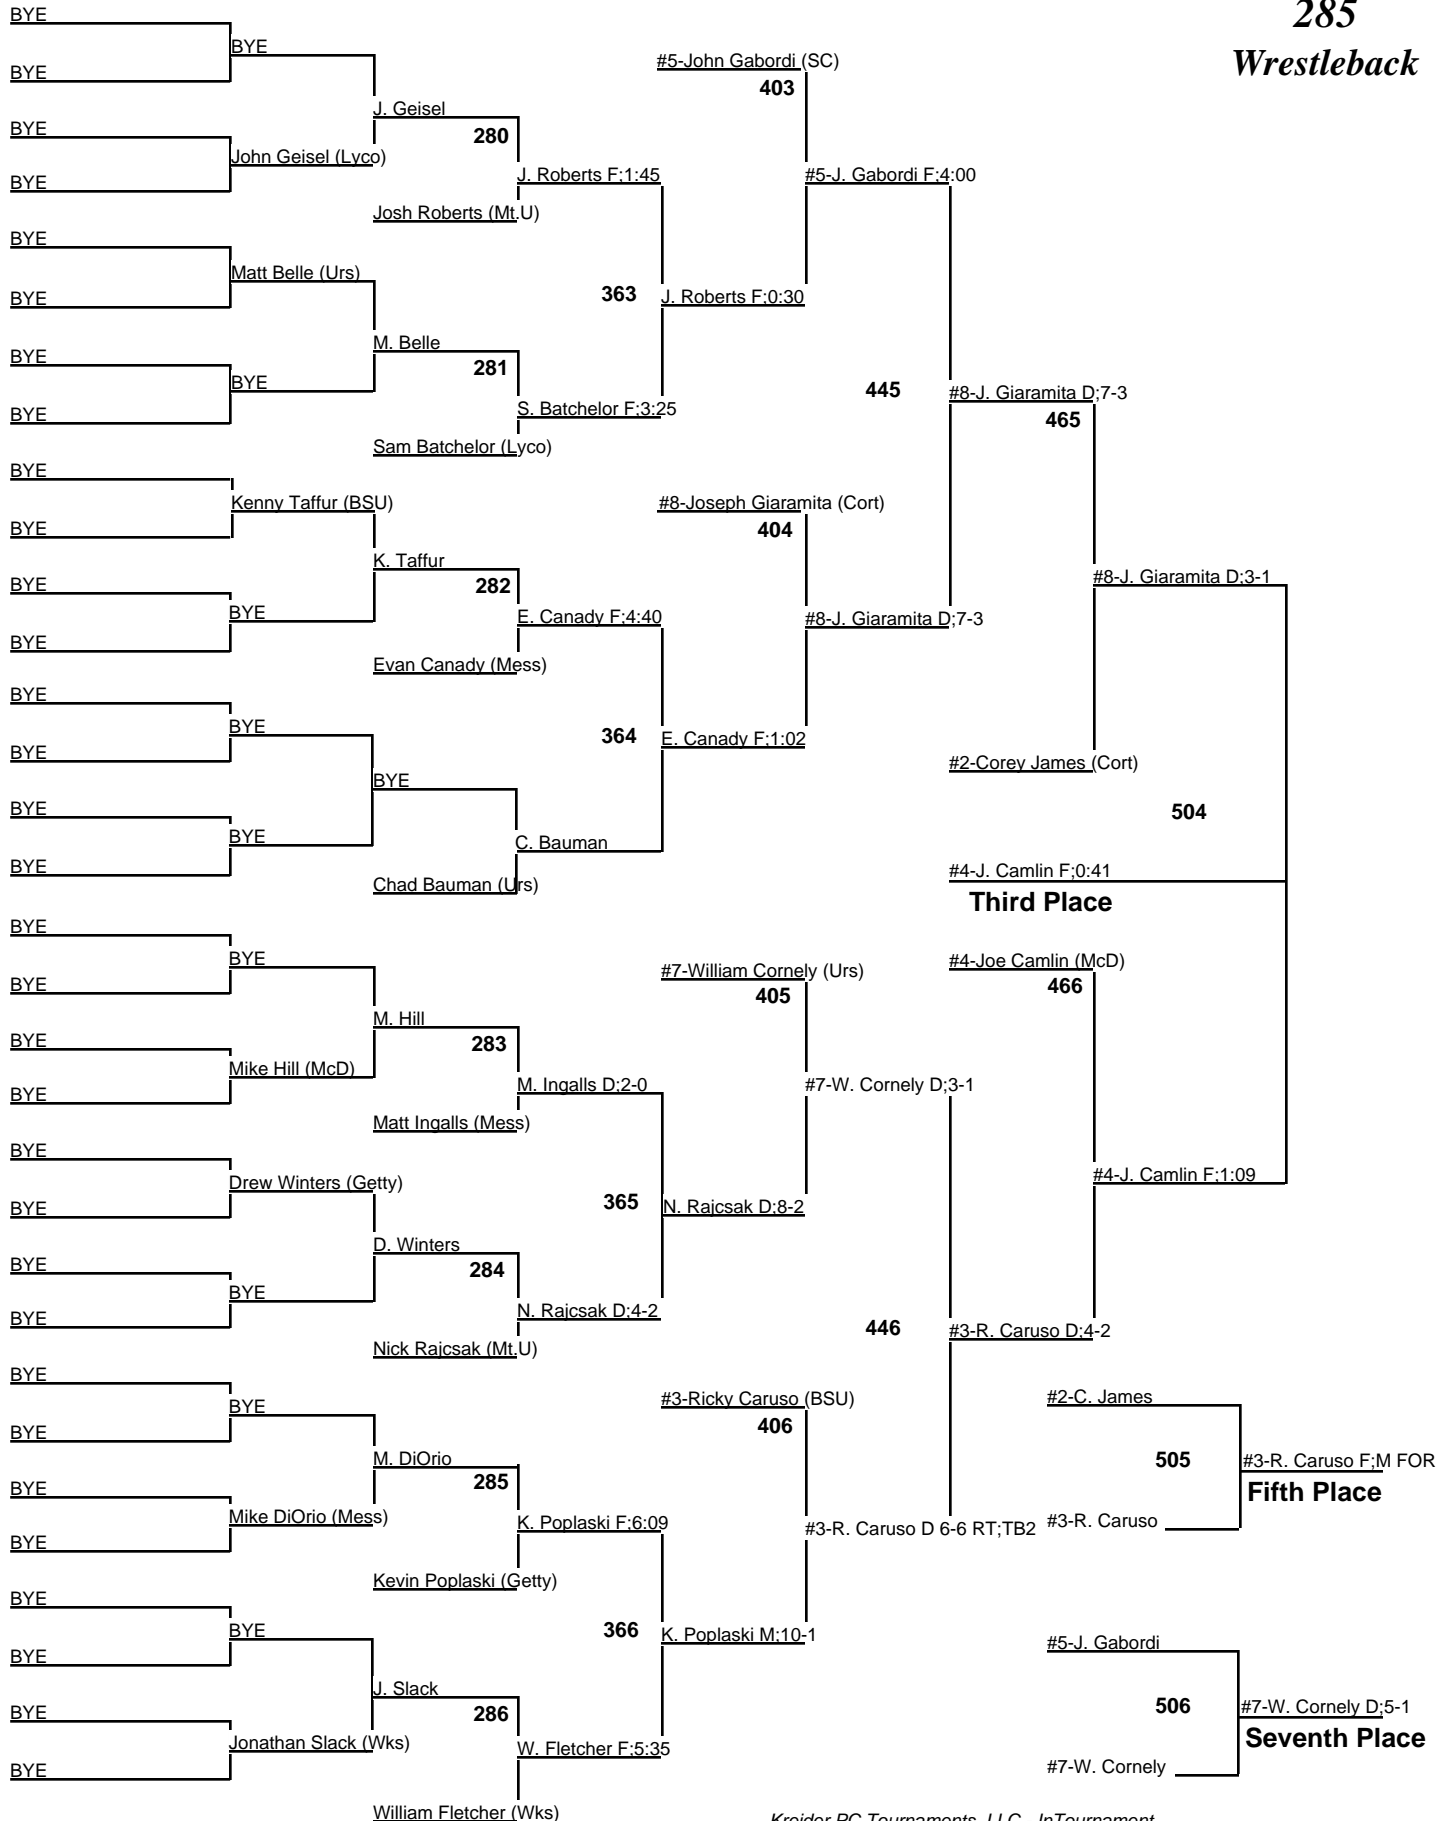 285
Wrestleback
BYE
BYE
BYE
#5-John Gabordi (SC)
403
BYE
J. Geisel
280
BYE
John Geisel (Lyco)
BYE
J. Roberts F;1:45
#5-J. Gabordi F;4:00
Josh Roberts (Mt.U)
BYE
Matt Belle (Urs)
BYE
363
J. Roberts F;0:30
M. Belle
BYE
281
BYE
445
#8-J. Giaramita D;7-3
BYE
S. Batchelor F;3:25
465
Sam Batchelor (Lyco)
BYE
Kenny Taffur (BSU)
#8-Joseph Giaramita (Cort)
BYE
404
K. Taffur
BYE
282
#8-J. Giaramita D;3-1
BYE
E. Canady F;4:40
#8-J. Giaramita D;7-3
BYE
Evan Canady (Mess)
BYE
BYE
364
E. Canady F;1:02
BYE
#2-Corey James (Cort)
BYE
BYE
504
BYE
C. Bauman
BYE
Chad Bauman (Urs)
#4-J. Camlin F;0:41
Third Place
BYE
BYE
#7-William Cornely (Urs)
#4-Joe Camlin (McD)
BYE
405
466
M. Hill
BYE
283
Mike Hill (McD)
BYE
M. Ingalls D;2-0
#7-W. Cornely D;3-1
Matt Ingalls (Mess)
BYE
Drew Winters (Getty)
#4-J. Camlin F;1:09
BYE
365
N. Rajcsak D;8-2
D. Winters
BYE
284
BYE
BYE
N. Rajcsak D;4-2
446
#3-R. Caruso D;4-2
Nick Rajcsak (Mt.U)
BYE
BYE
#3-Ricky Caruso (BSU)
#2-C. James
BYE
406
M. DiOrio
505
#3-R. Caruso F;M FOR
BYE
285
Fifth Place
Mike DiOrio (Mess)
BYE
K. Poplaski F;6:09
#3-R. Caruso D 6-6 RT;TB2
#3-R. Caruso
Kevin Poplaski (Getty)
BYE
BYE
366
K. Poplaski M;10-1
BYE
#5-J. Gabordi
J. Slack
BYE
286
506
#7-W. Cornely D;5-1
Jonathan Slack (Wks)
W. Fletcher F;5:35
Seventh Place
BYE
#7-W. Cornely
William Fletcher (Wks)